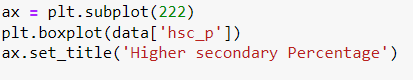 ax = plt.subplot(222)
plt.boxplot(data['hsc_p'])
ax.set_title('Higher secondary Percentage')